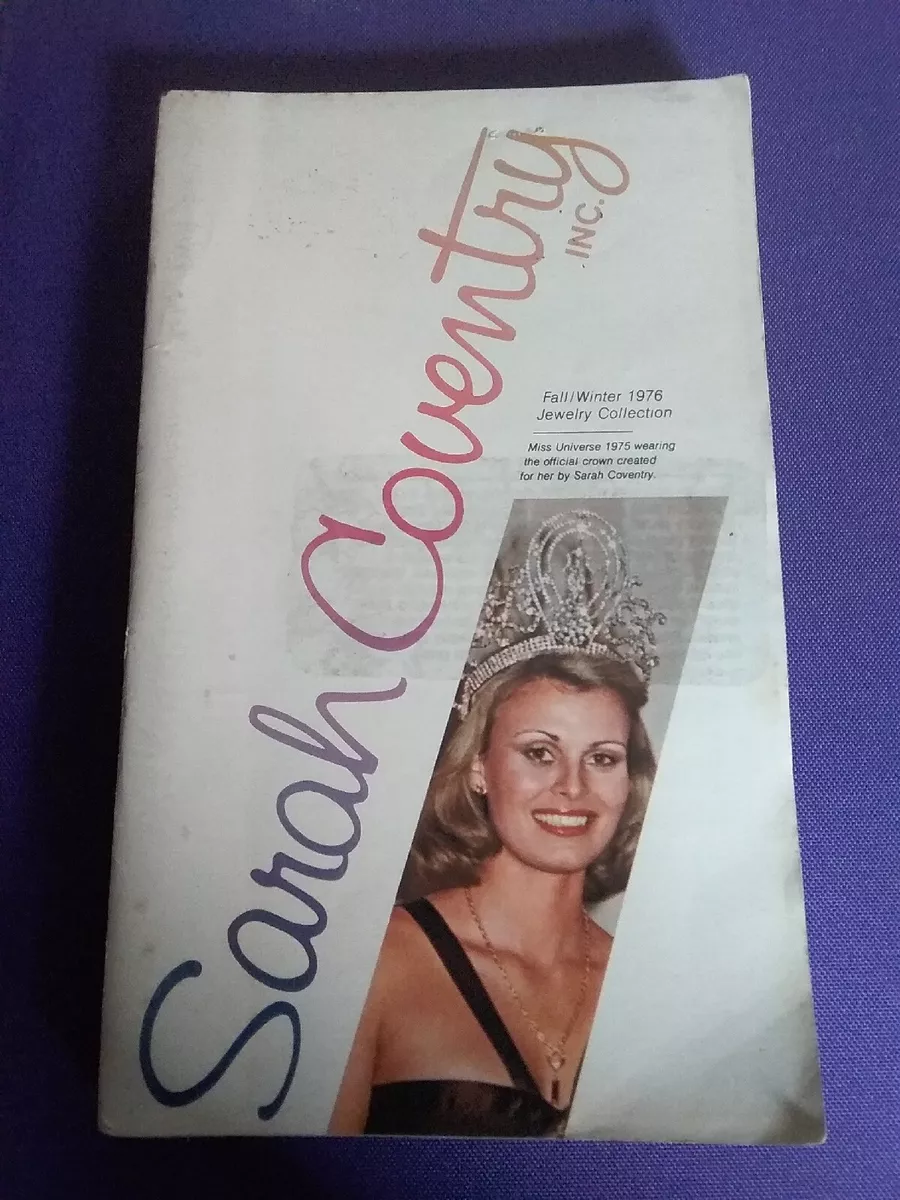 Sarah Coventry
INC.
Fall/Winter 1976
Jewelry Collection
Miss Universe 1975 wearing
the official crown created
for her by Sarah Coventry.